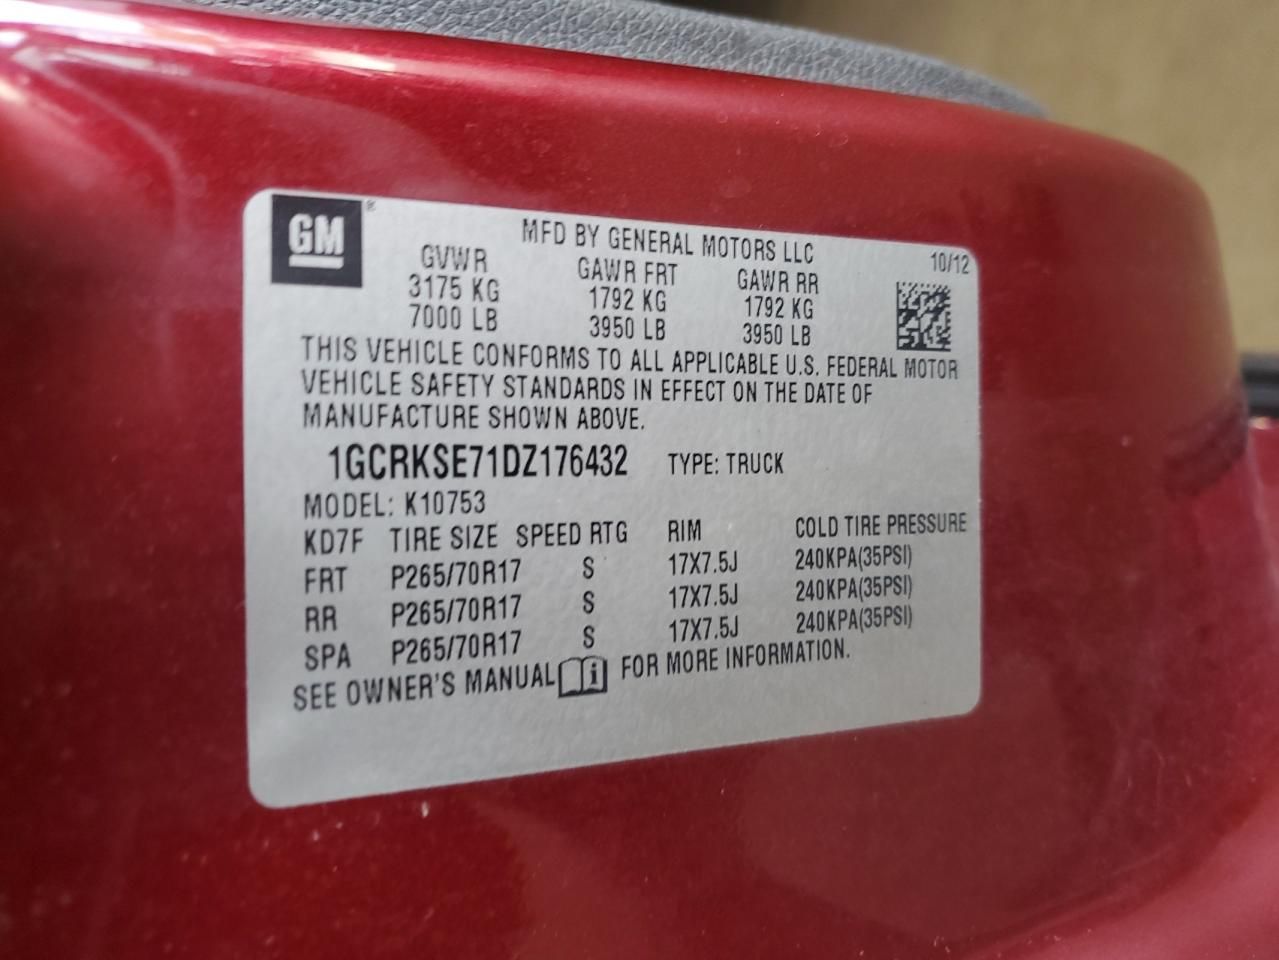 GM®
MFD BY GENERAL MOTORS LLC 10/12
GVWR GAWR FRT GAWR RR
3175 KG 1792 KG 1792 KG
7000 LB 3950 LB 3950 LB
THIS VEHICLE CONFORMS TO ALL APPLICABLE U.S. FEDERAL MOTOR
VEHICLE SAFETY STANDARDS IN EFFECT ON THE DATE OF
MANUFACTURE SHOWN ABOVE.
1GCRKSE71DZ176432 TYPE: TRUCK
MODEL: K10753
KD7F TIRE SIZE SPEED RTG RIM COLD TIRE PRESSURE
FRT P265/70R17 S 17X7.5J 240KPA(35PSI)
RR P265/70R17 S 17X7.5J 240KPA(35PSI)
SPA P265/70R17 S 17X7.5J 240KPA(35PSI)
SEE OWNER'S MANUAL i FOR MORE INFORMATION.